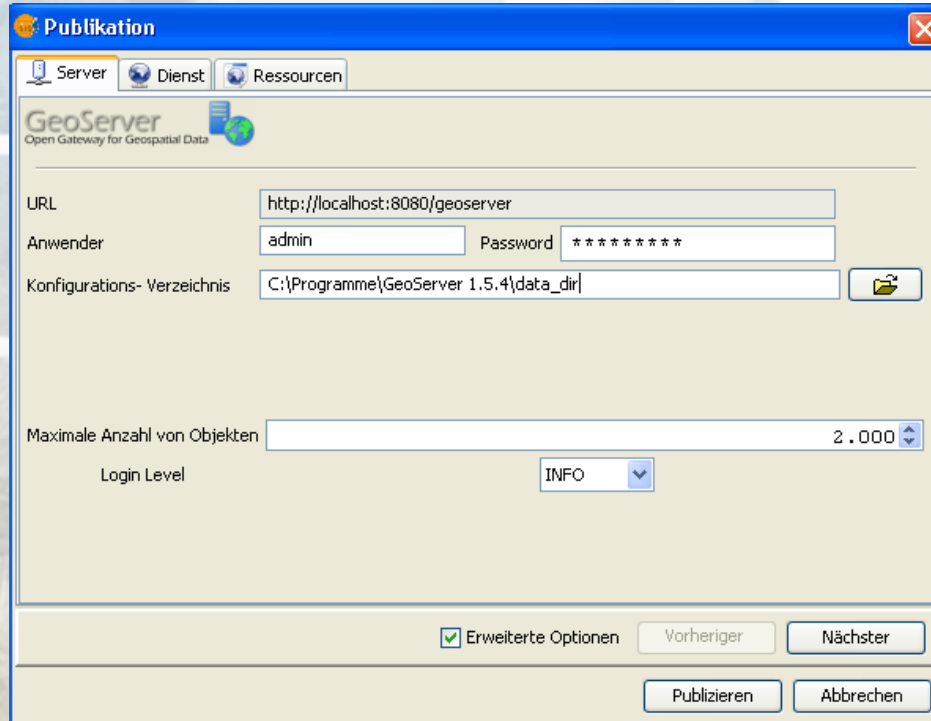 Publikation
Server Dienst Ressourcen
GeoServer
Open Gateway for Geospatial Data
URL http://localhost:8080/geoserver
Anwender admin Password *********
Konfigurations- Verzeichnis C:\Programme\GeoServer 1.5.4\data_dir
Maximale Anzahl von Objekten 2.000
Login Level INFO
Erweiterte Optionen Vorheriger Nächster
Publizieren Abbrechen